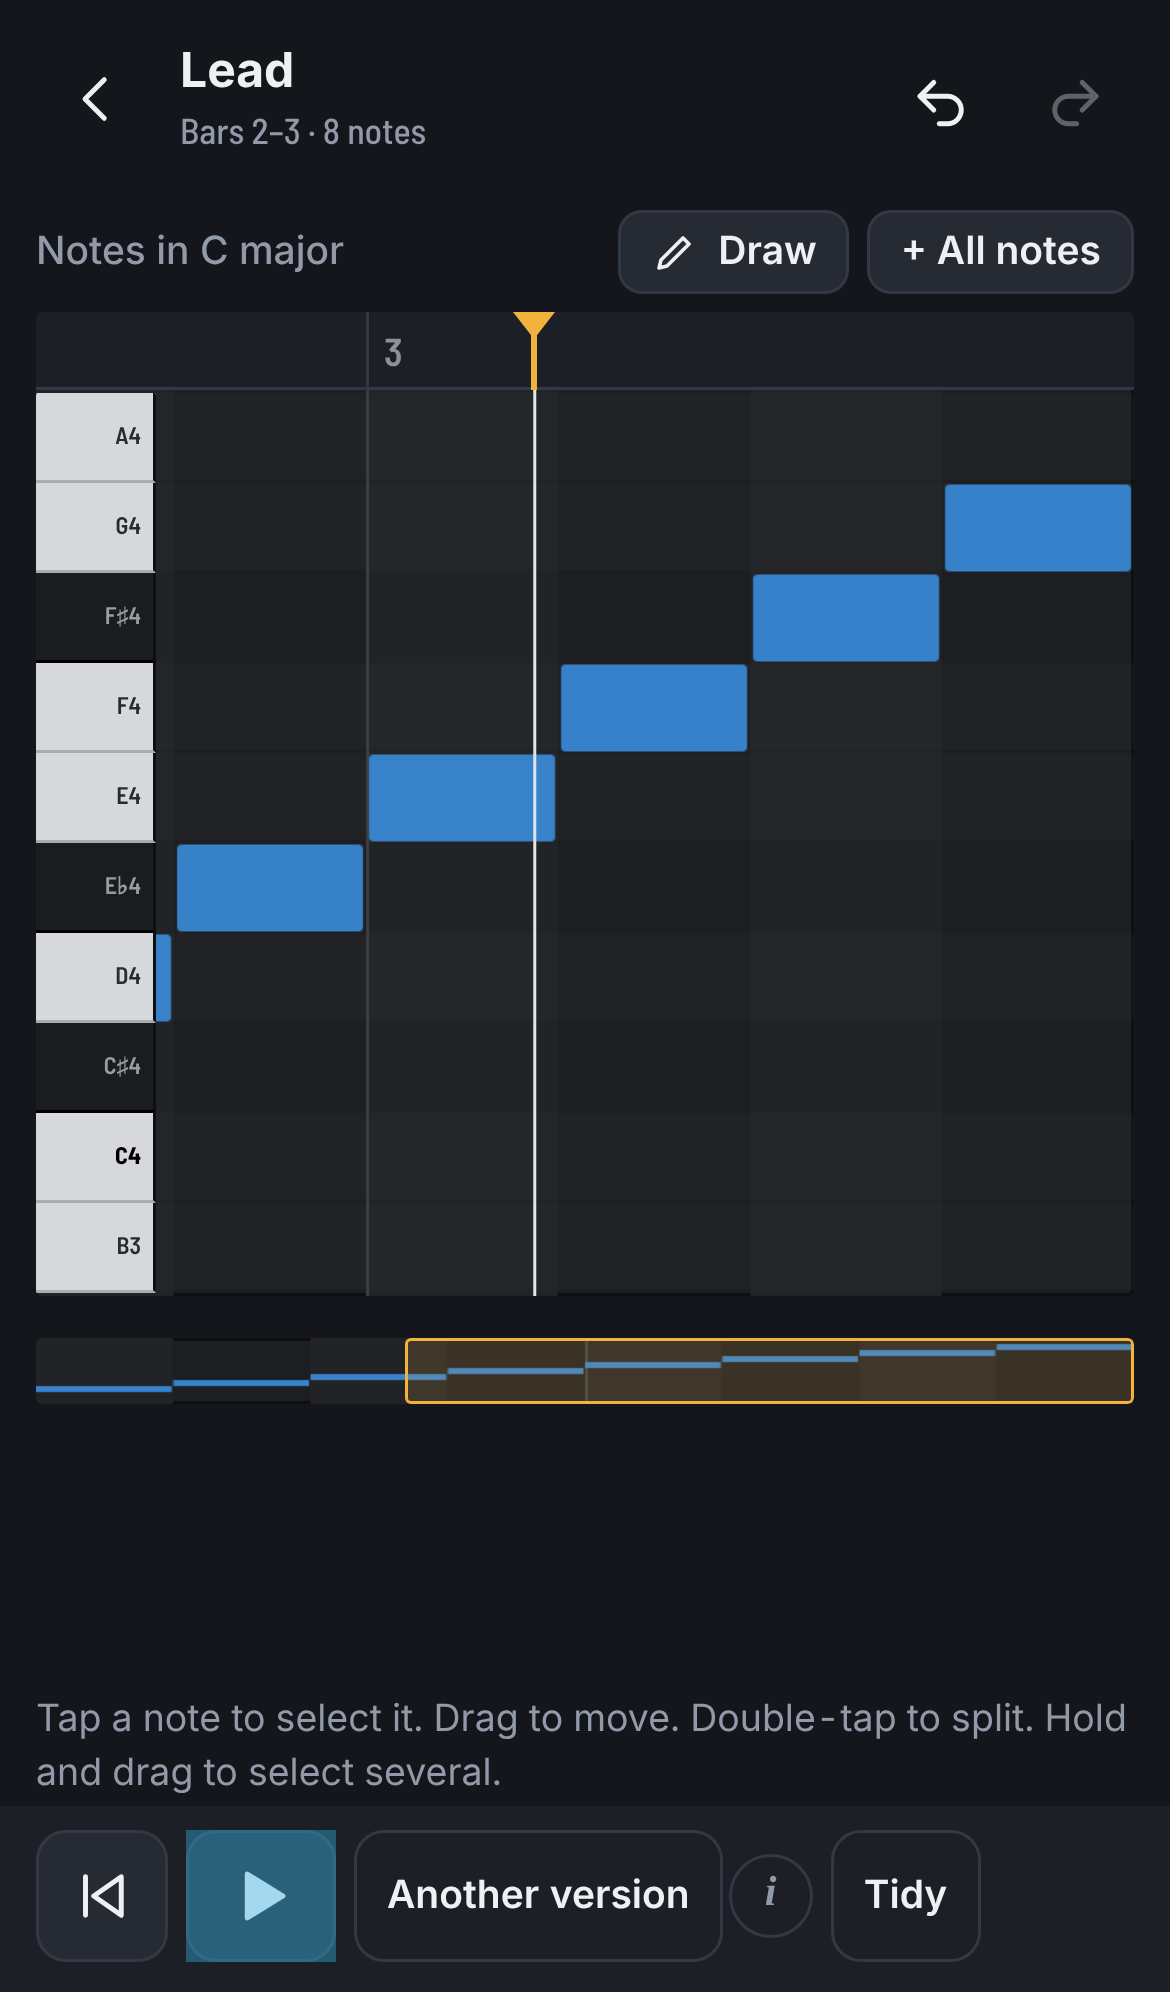 Lead
Bars 2–3 · 8 notes
Notes in C major
Draw
+ All notes
3
A4
G4
F♯4
F4
E4
E♭4
D4
C♯4
C4
B3
Tap a note to select it. Drag to move. Double-tap to split. Hold
and drag to select several.
Another version
i
Tidy